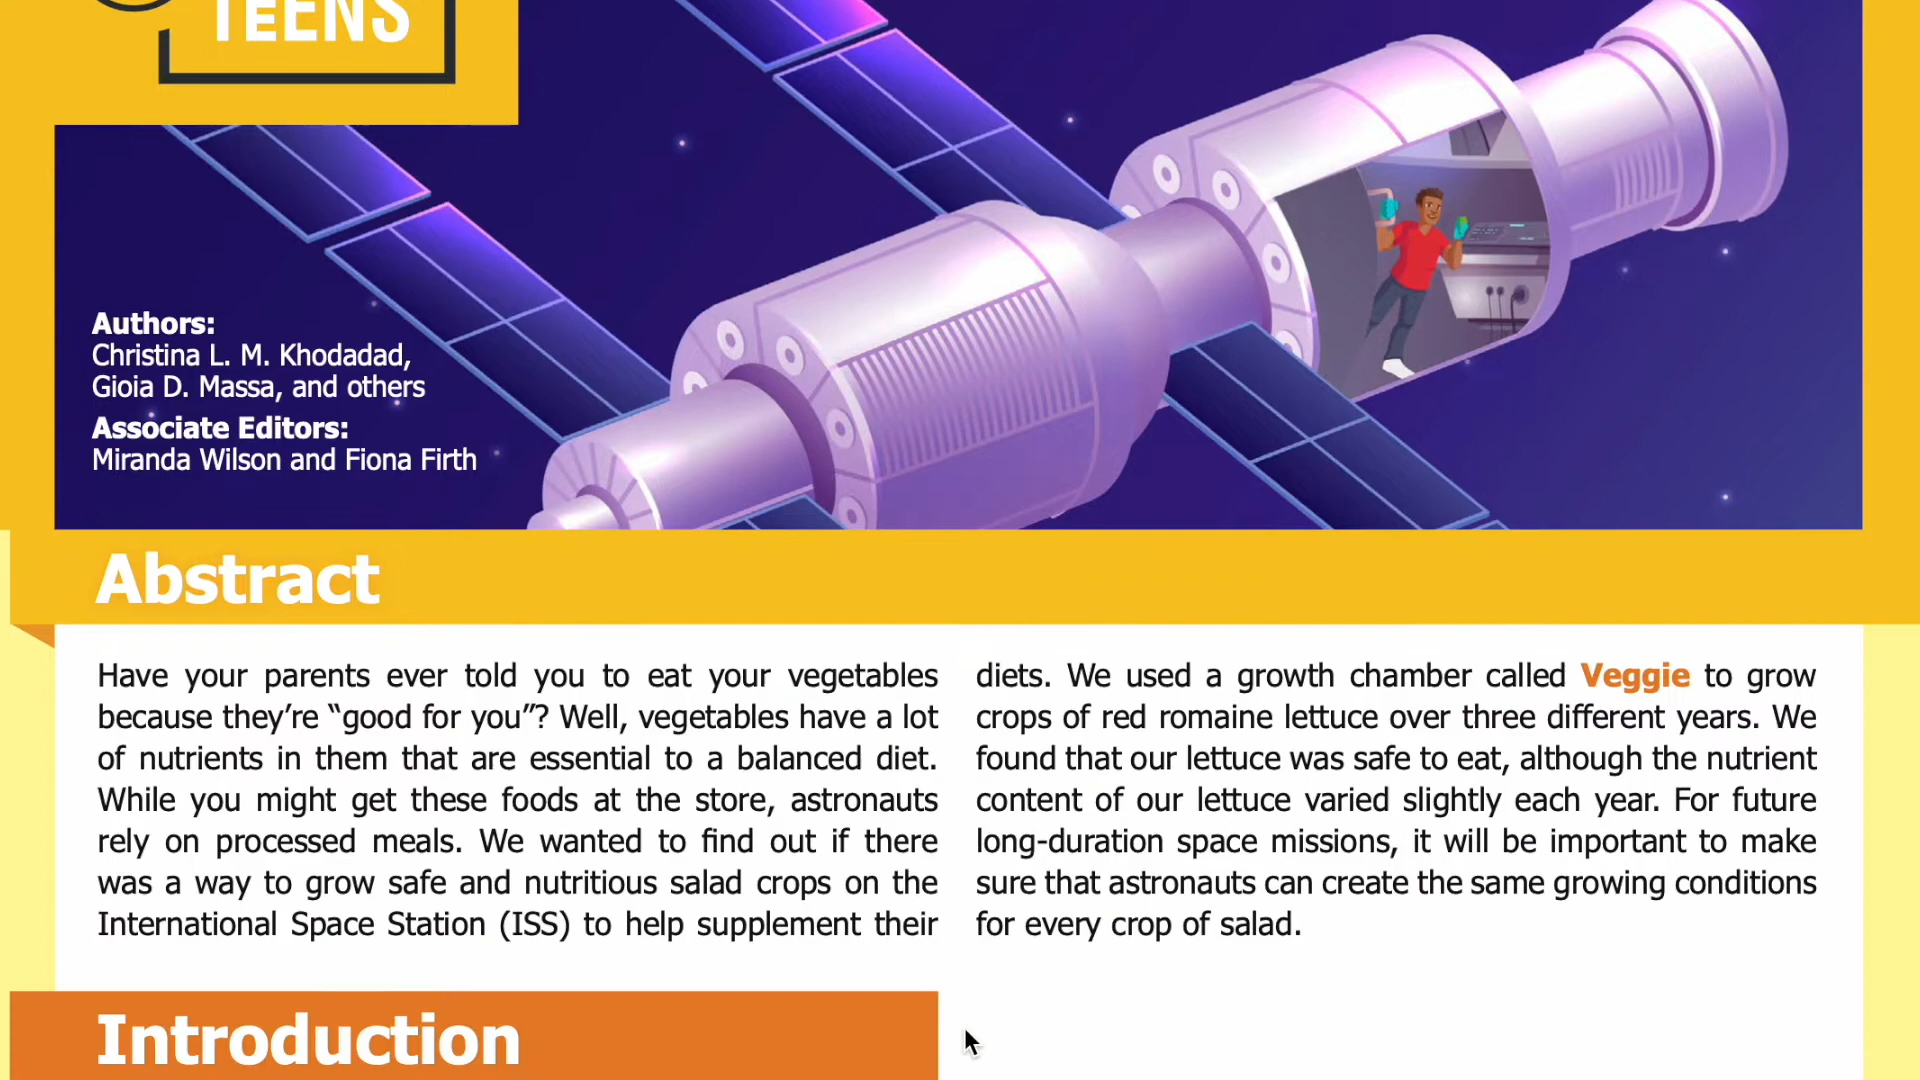 TEENS
Authors:
Christina L. M. Khodadad,
Gioia D. Massa, and others
Associate Editors:
Miranda Wilson and Fiona Firth
Abstract
Have your parents ever told you to eat your vegetables
because they’re “good for you”? Well, vegetables have a lot
of nutrients in them that are essential to a balanced diet.
While you might get these foods at the store, astronauts
rely on processed meals. We wanted to find out if there
was a way to grow safe and nutritious salad crops on the
International Space Station (ISS) to help supplement their
diets. We used a growth chamber called Veggie to grow
crops of red romaine lettuce over three different years. We
found that our lettuce was safe to eat, although the nutrient
content of our lettuce varied slightly each year. For future
long-duration space missions, it will be important to make
sure that astronauts can create the same growing conditions
for every crop of salad.
Introduction